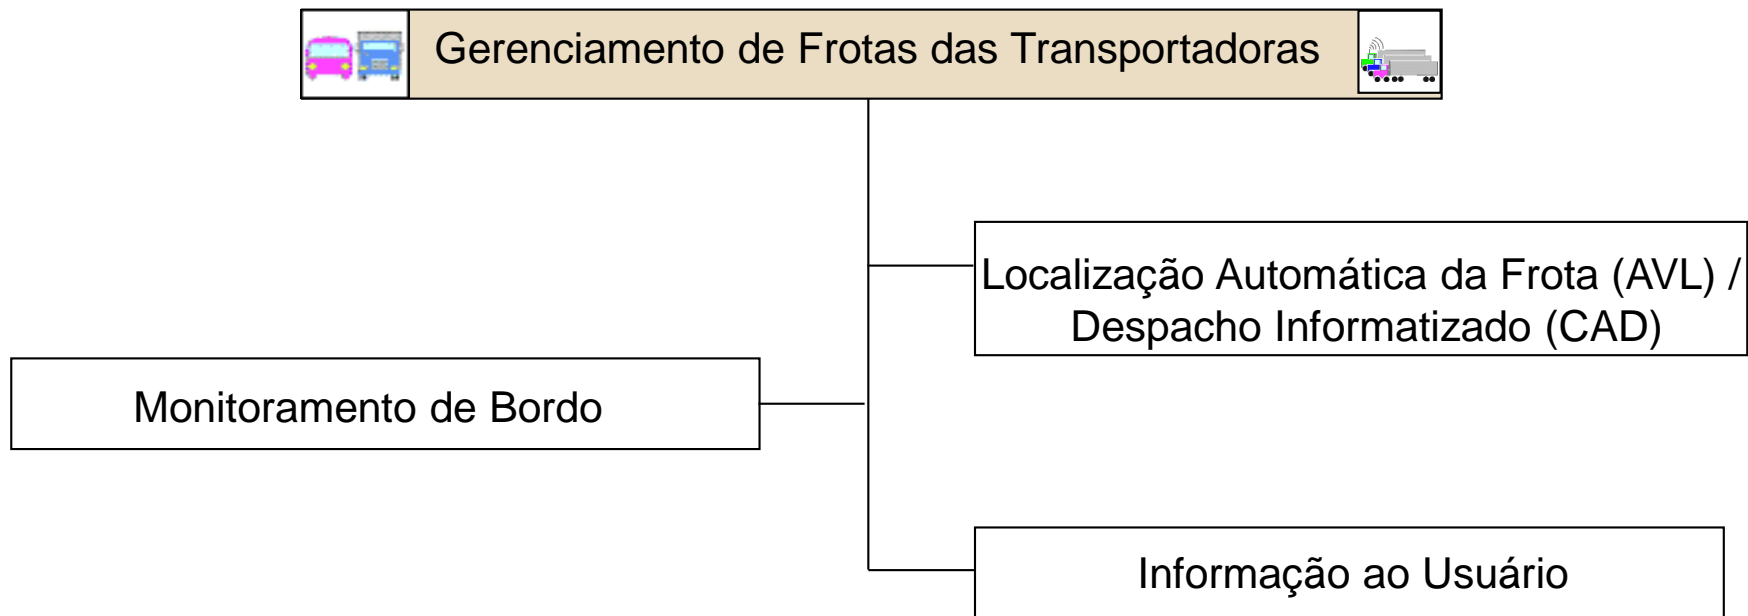 Gerenciamento de Frotas das Transportadoras
Localização Automática da Frota (AVL) /
Despacho Informatizado (CAD)
Monitoramento de Bordo
Informação ao Usuário